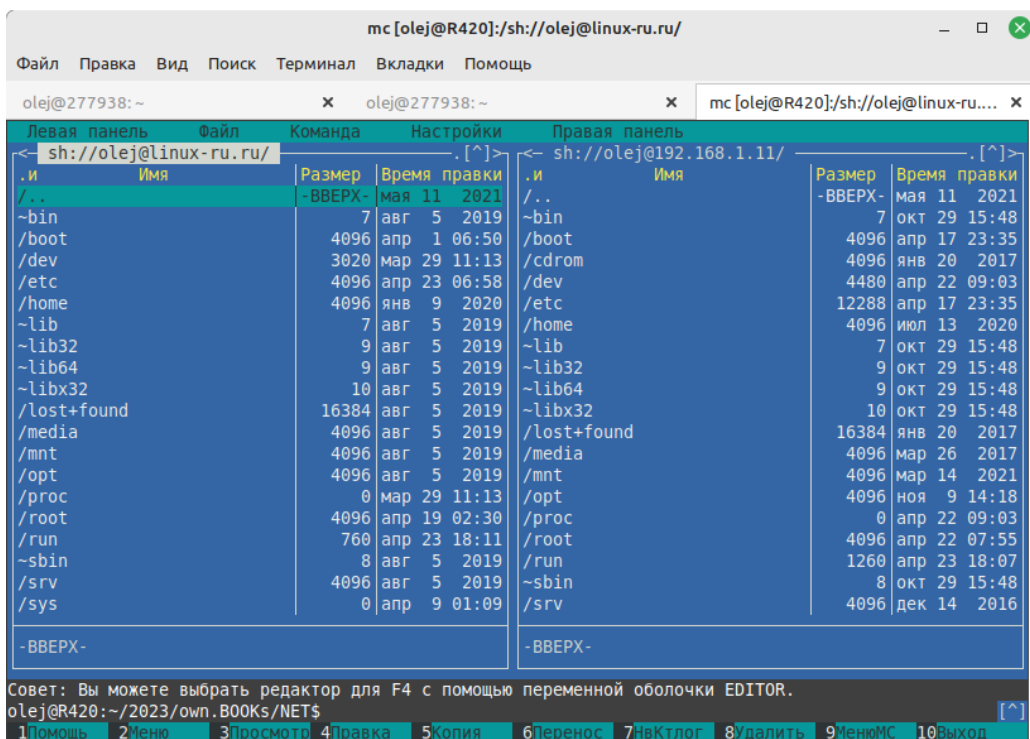 mc [olej@R420]:/sh://olej@linux-ru.ru/
Файл Правка Вид Поиск Терминал Вкладки Помощь
olej@277938: ~ × olej@277938: ~ × mc [olej@R420]:/sh://olej@linux-ru.… ×
Левая панель Файл Команда Настройки Правая панель
<─ sh://olej@linux-ru.ru/ ─.[^]> <─ sh://olej@192.168.1.11/ ─.[^]>
.и Имя Размер Время правки .и Имя Размер Время правки
/.. -ВВЕРХ- мая 11 2021 /.. -ВВЕРХ- мая 11 2021
~bin 7 авг 5 2019 ~bin 7 окт 29 15:48
/boot 4096 апр 1 06:50 /boot 4096 апр 17 23:35
/dev 3020 мар 29 11:13 /cdrom 4096 янв 20 2017
/etc 4096 апр 23 06:58 /dev 4480 апр 22 09:03
/home 4096 янв 9 2020 /etc 12288 апр 17 23:35
~lib 7 авг 5 2019 /home 4096 июл 13 2020
~lib32 9 авг 5 2019 ~lib 7 окт 29 15:48
~lib64 9 авг 5 2019 ~lib32 9 окт 29 15:48
~libx32 10 авг 5 2019 ~lib64 9 окт 29 15:48
/lost+found 16384 авг 5 2019 ~libx32 10 окт 29 15:48
/media 4096 авг 5 2019 /lost+found 16384 янв 20 2017
/mnt 4096 авг 5 2019 /media 4096 мар 26 2017
/opt 4096 авг 5 2019 /mnt 4096 мар 14 2021
/proc 0 мар 29 11:13 /opt 4096 ноя 9 14:18
/root 4096 апр 19 02:30 /proc 0 апр 22 09:03
/run 760 апр 23 18:11 /root 4096 апр 22 07:55
~sbin 8 авг 5 2019 /run 1260 апр 23 18:07
/srv 4096 авг 5 2019 ~sbin 8 окт 29 15:48
/sys 0 апр 9 01:09 /srv 4096 дек 14 2016
-ВВЕРХ- -ВВЕРХ-
Совет: Вы можете выбрать редактор для F4 с помощью переменной оболочки EDITOR.
olej@R420:~/2023/own.BOOKs/NET$ [^]
1Помощь 2Меню 3Просмотр 4Правка 5Копия 6Перенос 7НвКтлог 8Удалить 9МенюМС 10Выход